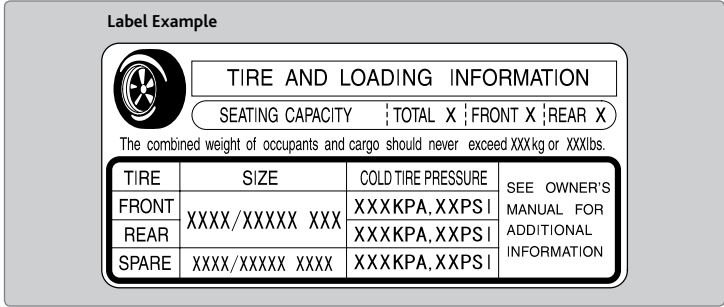 Label Example
TIRE AND LOADING INFORMATION
SEATING CAPACITY TOTAL X FRONT X REAR X
The combined weight of occupants and cargo should never exceed XXXkg or XXXlbs.
TIRE SIZE COLD TIRE PRESSURE SEE OWNER'S MANUAL FOR ADDITIONAL INFORMATION
FRONT XXXX/XXXXX XXX XXXKPA, XXPSI
REAR XXXKPA, XXPSI
SPARE XXXX/XXXXX XXXX XXXKPA, XXPSI